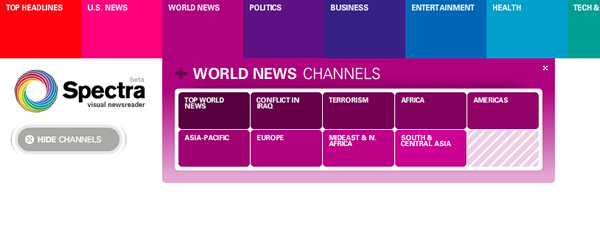 TOP HEADLINES
U.S. NEWS
WORLD NEWS
POLITICS
BUSINESS
ENTERTAINMENT
HEALTH
TECH &
beta
Spectra
visual newsreader
HIDE CHANNELS
WORLD NEWS CHANNELS
TOP WORLD
NEWS
CONFLICT IN
IRAQ
TERRORISM
AFRICA
AMERICAS
ASIA-PACIFIC
EUROPE
MIDEAST & N.
AFRICA
SOUTH &
CENTRAL ASIA